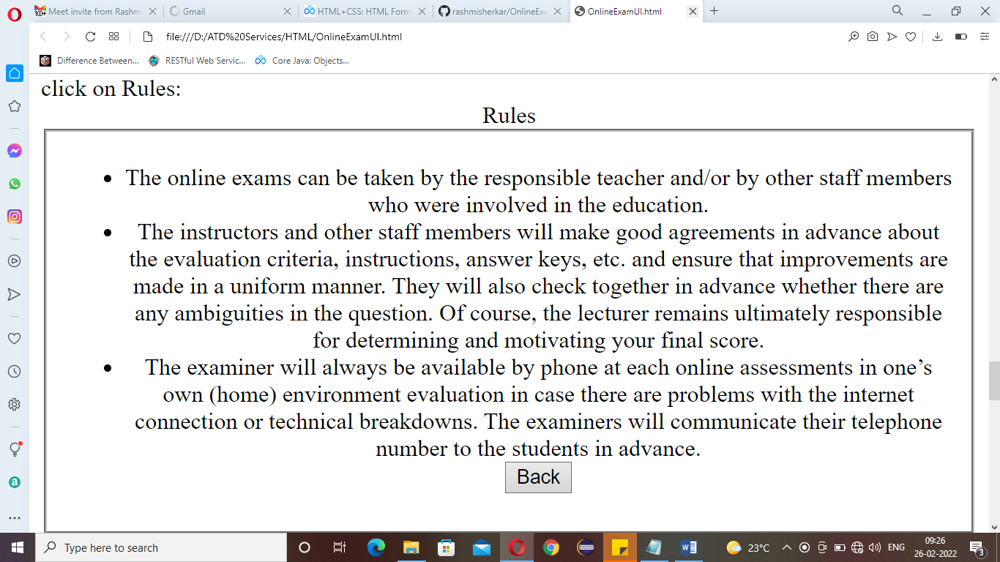 100+ Meet invite from Rashmi
Gmail
HTML+CSS: HTML Forms
rashmisherkar/OnlineExa
OnlineExamUI.html
file:///D:/ATD%20Services/HTML/OnlineExamUI.html
Difference Between...
RESTful Web Servic...
Core Java: Objects...
click on Rules:
Rules
The online exams can be taken by the responsible teacher and/or by other staff members
who were involved in the education.
The instructors and other staff members will make good agreements in advance about
the evaluation criteria, instructions, answer keys, etc. and ensure that improvements are
made in a uniform manner. They will also check together in advance whether there are
any ambiguities in the question. Of course, the lecturer remains ultimately responsible
for determining and motivating your final score.
The examiner will always be available by phone at each online assessments in one’s
own (home) environment evaluation in case there are problems with the internet
connection or technical breakdowns. The examiners will communicate their telephone
number to the students in advance.
Back
Type here to search
23°C
ENG
09:26
26-02-2022
3